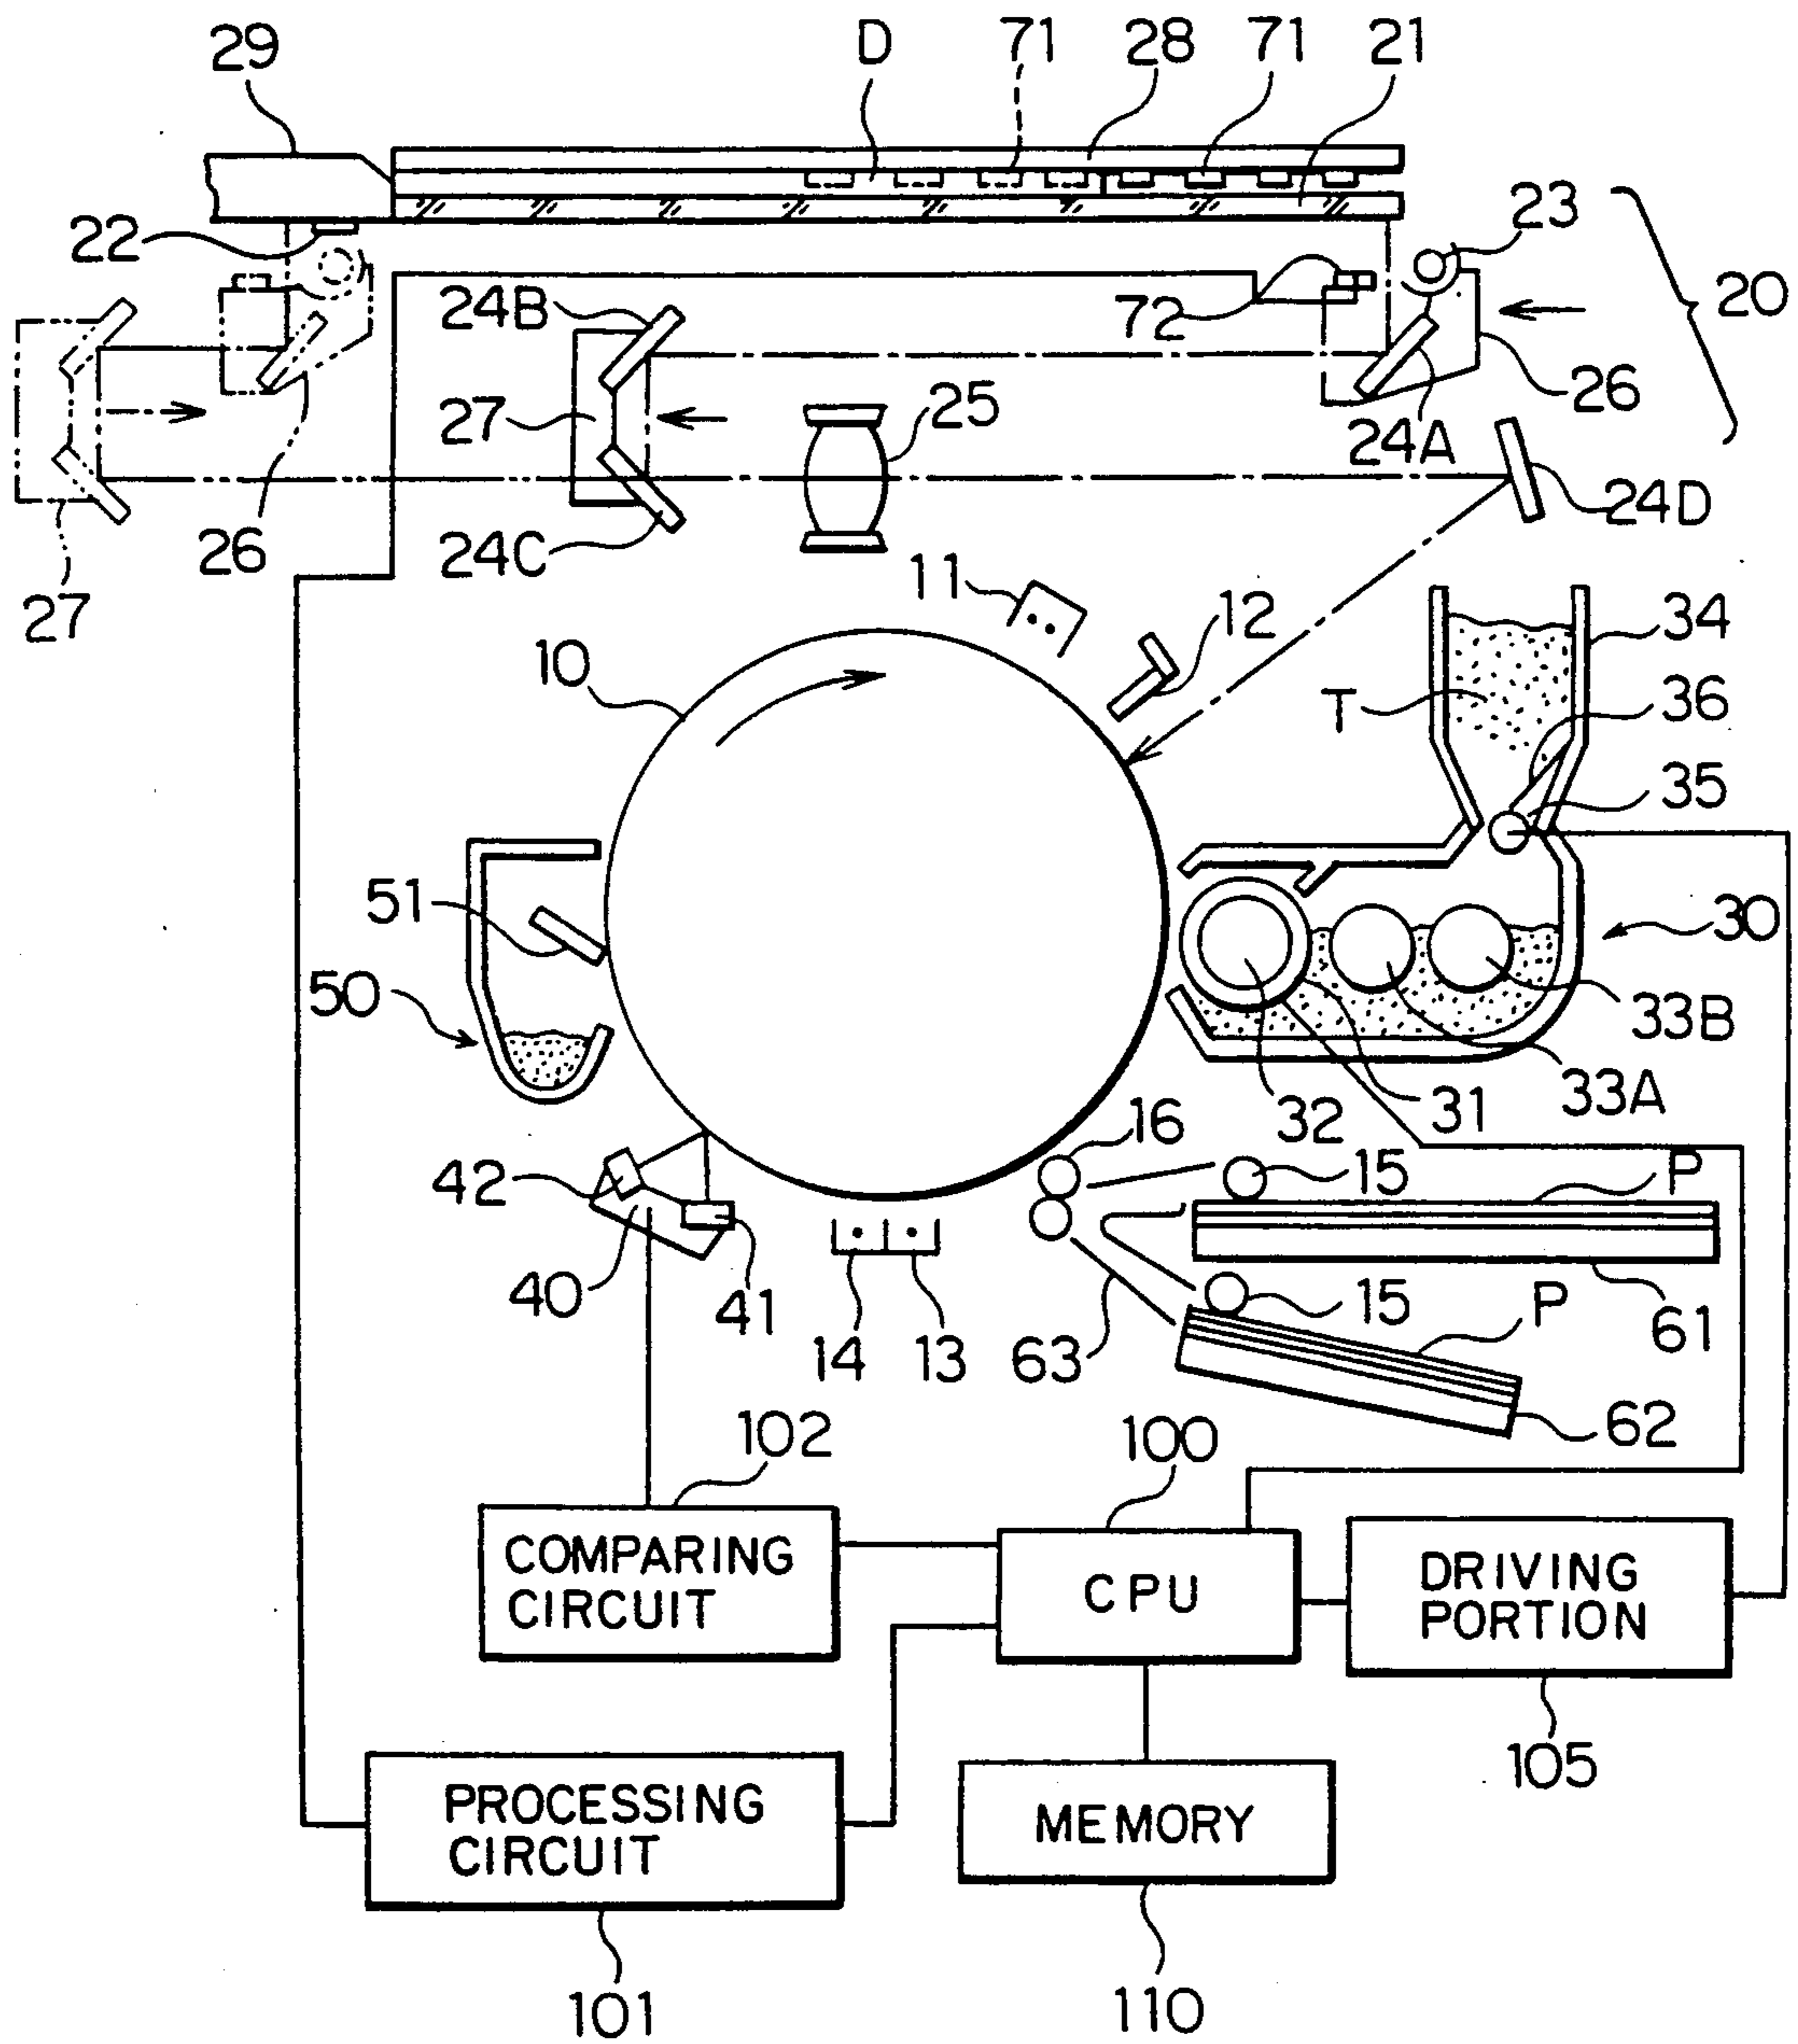 29
D
71
28
71
21
22
23
20
24B
72
26
27
25
24A
24D
24C
26
27
11
12
34
10
T
36
35
51
30
50
33B
33A
31
32
16
42
15
P
40
41
15
P
61
14
13
63
62
102
100
COMPARING
CIRCUIT
CPU
DRIVING
PORTION
105
PROCESSING
CIRCUIT
MEMORY
101
110